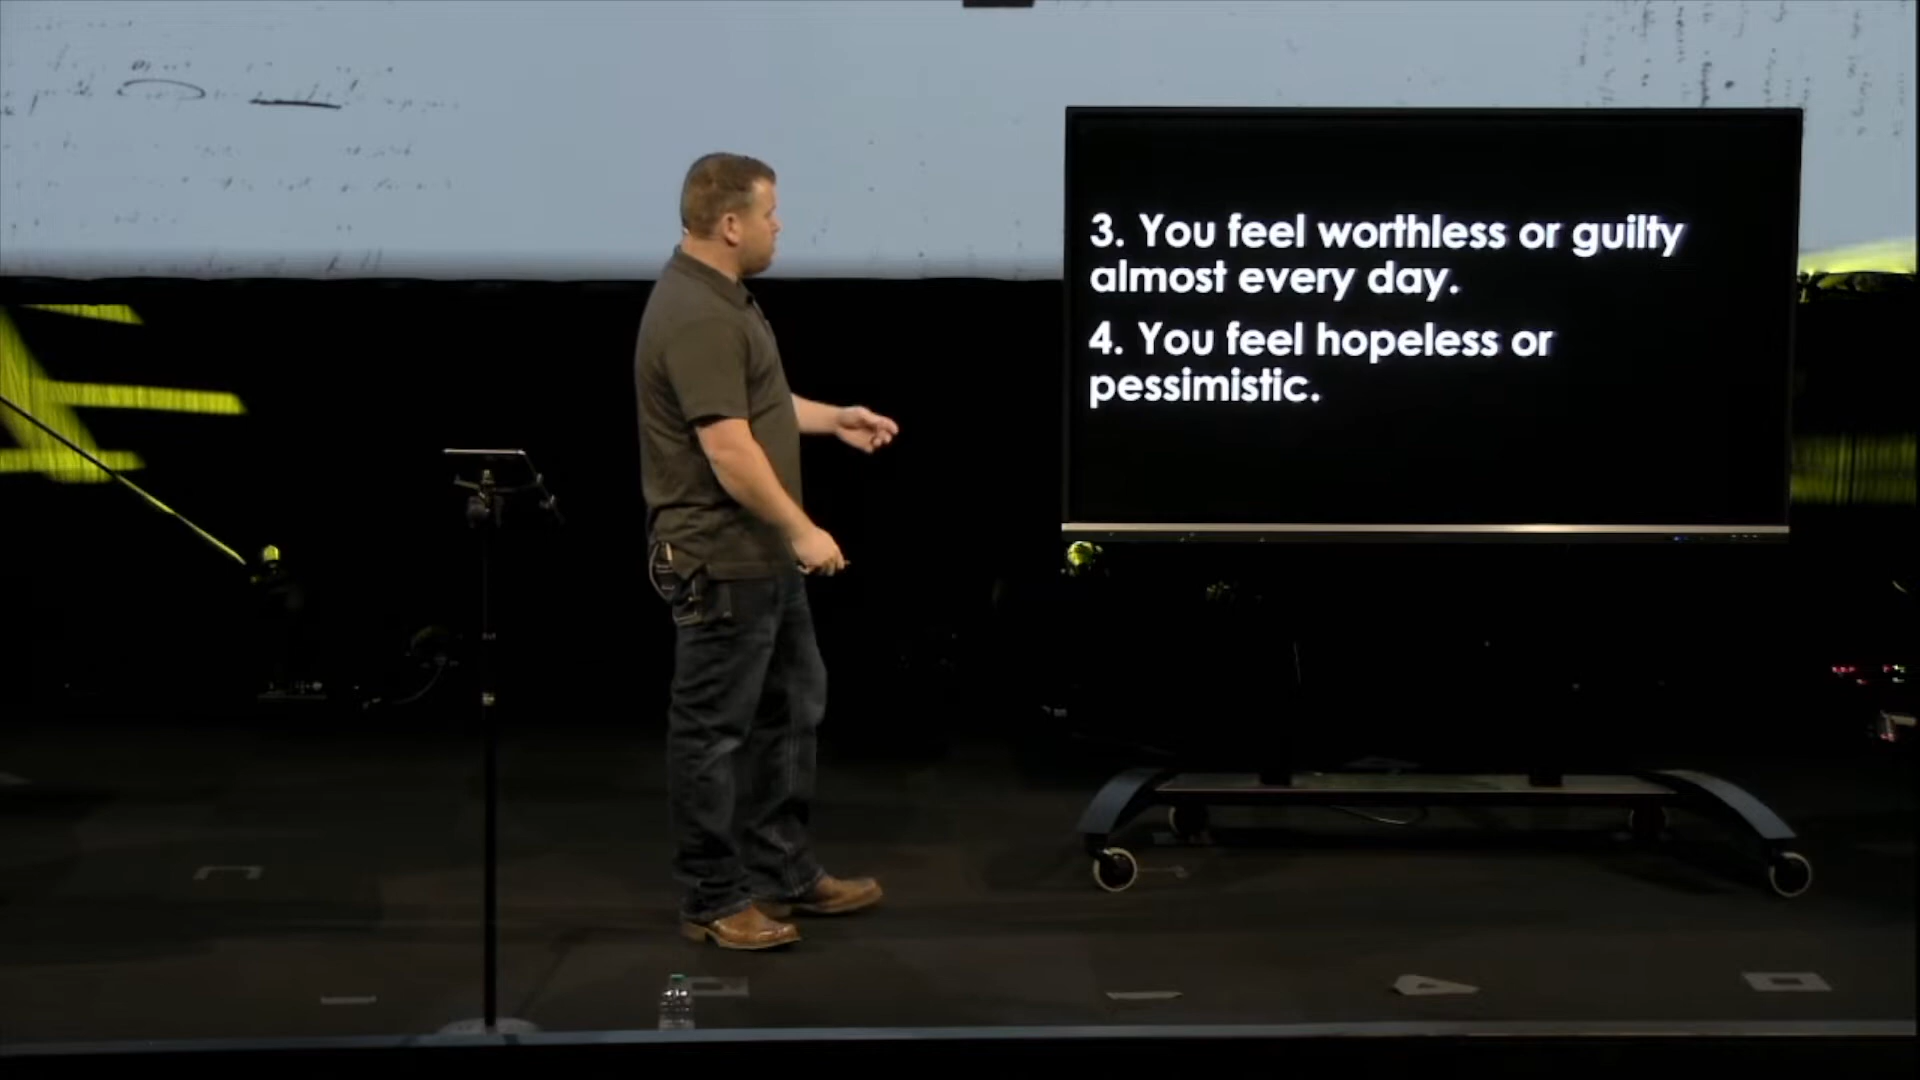 3. You feel worthless or guilty
almost every day.
4. You feel hopeless or
pessimistic.